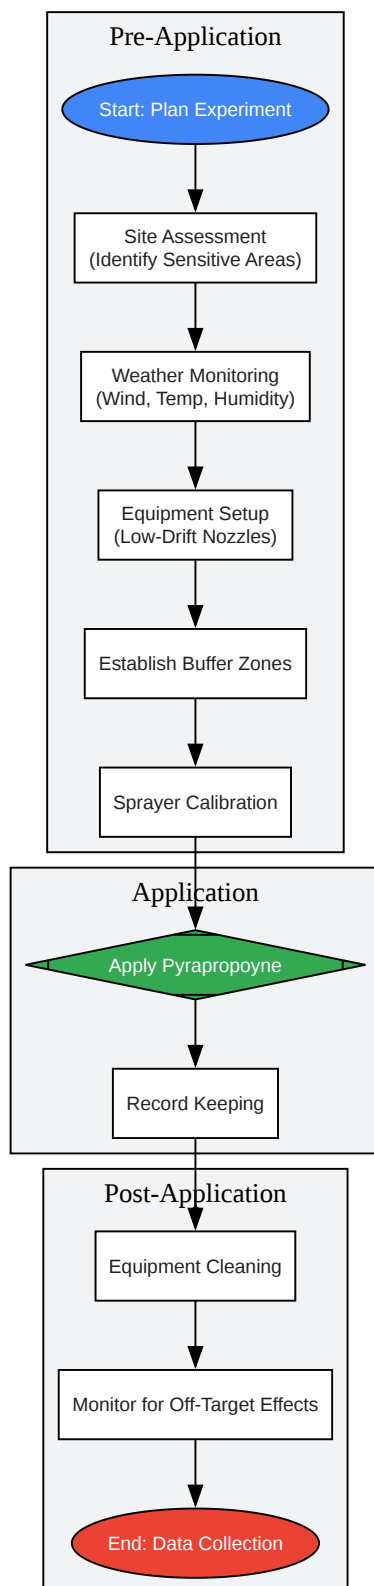 Pre-Application
Start: Plan Experiment
Site Assessment
(Identify Sensitive Areas)
Weather Monitoring
(Wind, Temp, Humidity)
Equipment Setup
(Low-Drift Nozzles)
Establish Buffer Zones
Sprayer Calibration
Application
Apply Pyrapropoyne
Record Keeping
Post-Application
Equipment Cleaning
Monitor for Off-Target Effects
End: Data Collection